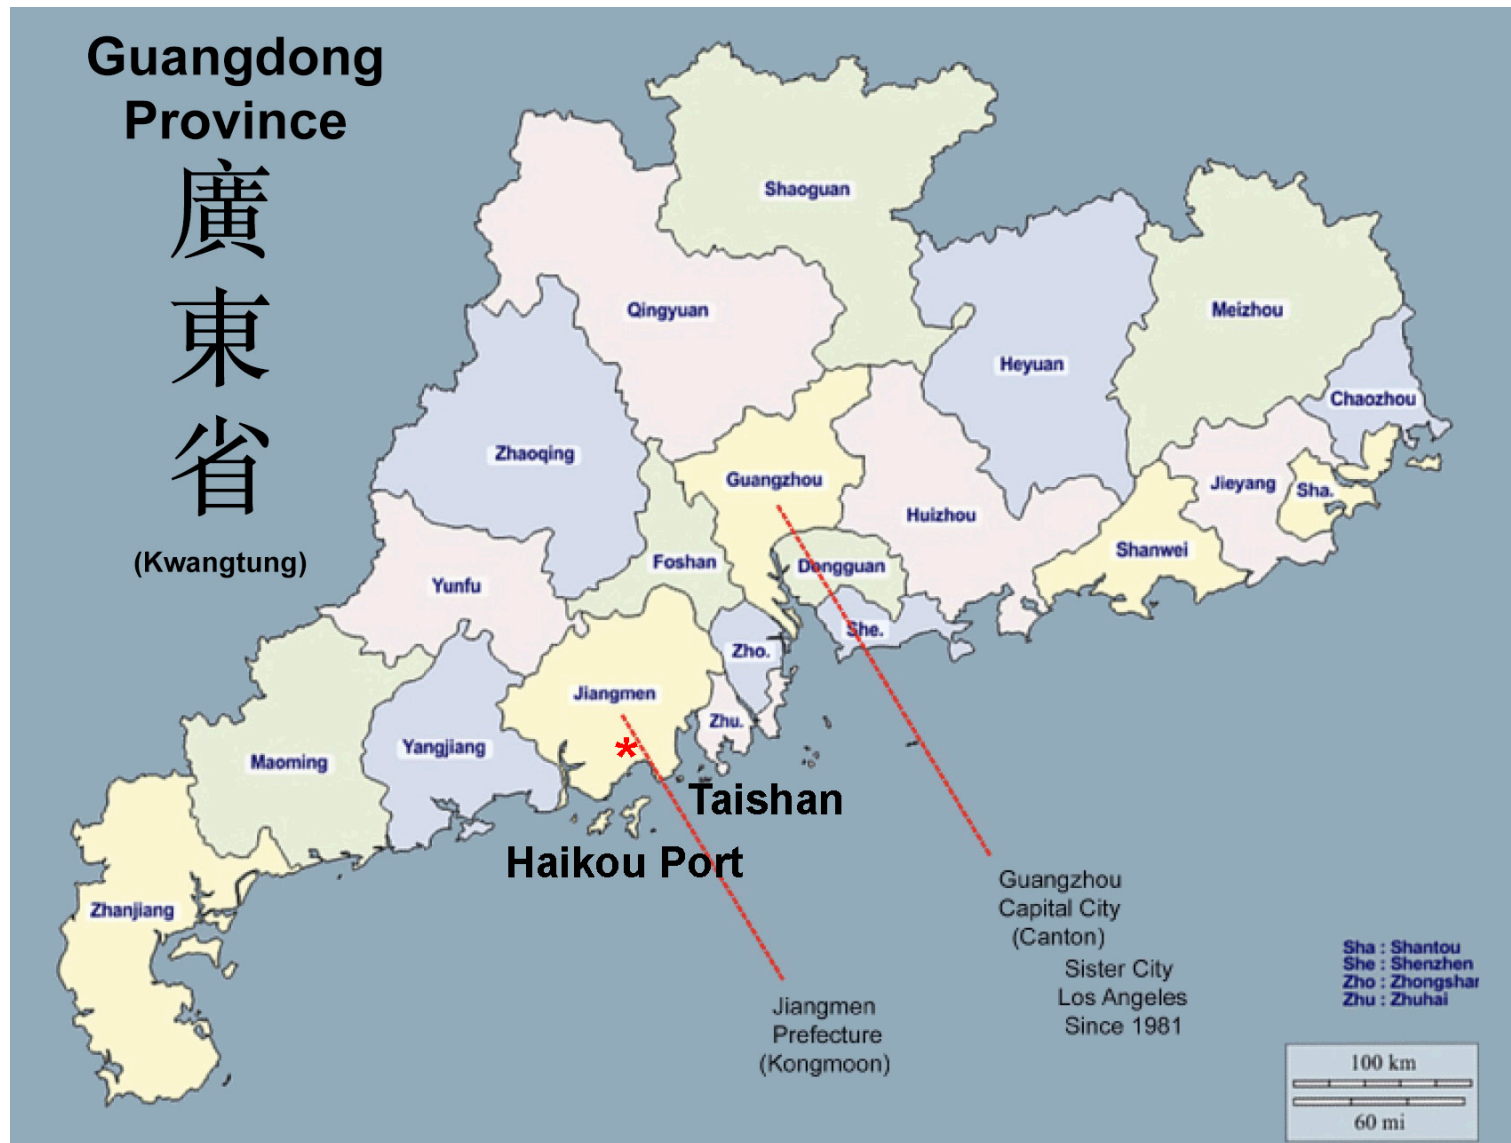 Guangdong
Province
廣
東
省
(Kwangtung)
Shaoguan
Qingyuan
Meizhou
Heyuan
Chaozhou
Zhaoqing
Guangzhou
Jieyang
Sha.
Huizhou
Shanwei
Foshan
Dongguan
Yunfu
She.
Zho.
Jiangmen
Zhu.
Yangjiang
Maoming
*
Taishan
Haikou Port
Zhanjiang
Guangzhou
Capital City
(Canton)
Sister City
Los Angeles
Since 1981
Jiangmen
Prefecture
(Kongmoon)
Sha : Shantou
She : Shenzhen
Zho : Zhongshar
Zhu : Zhuhai
100 km
60 mi